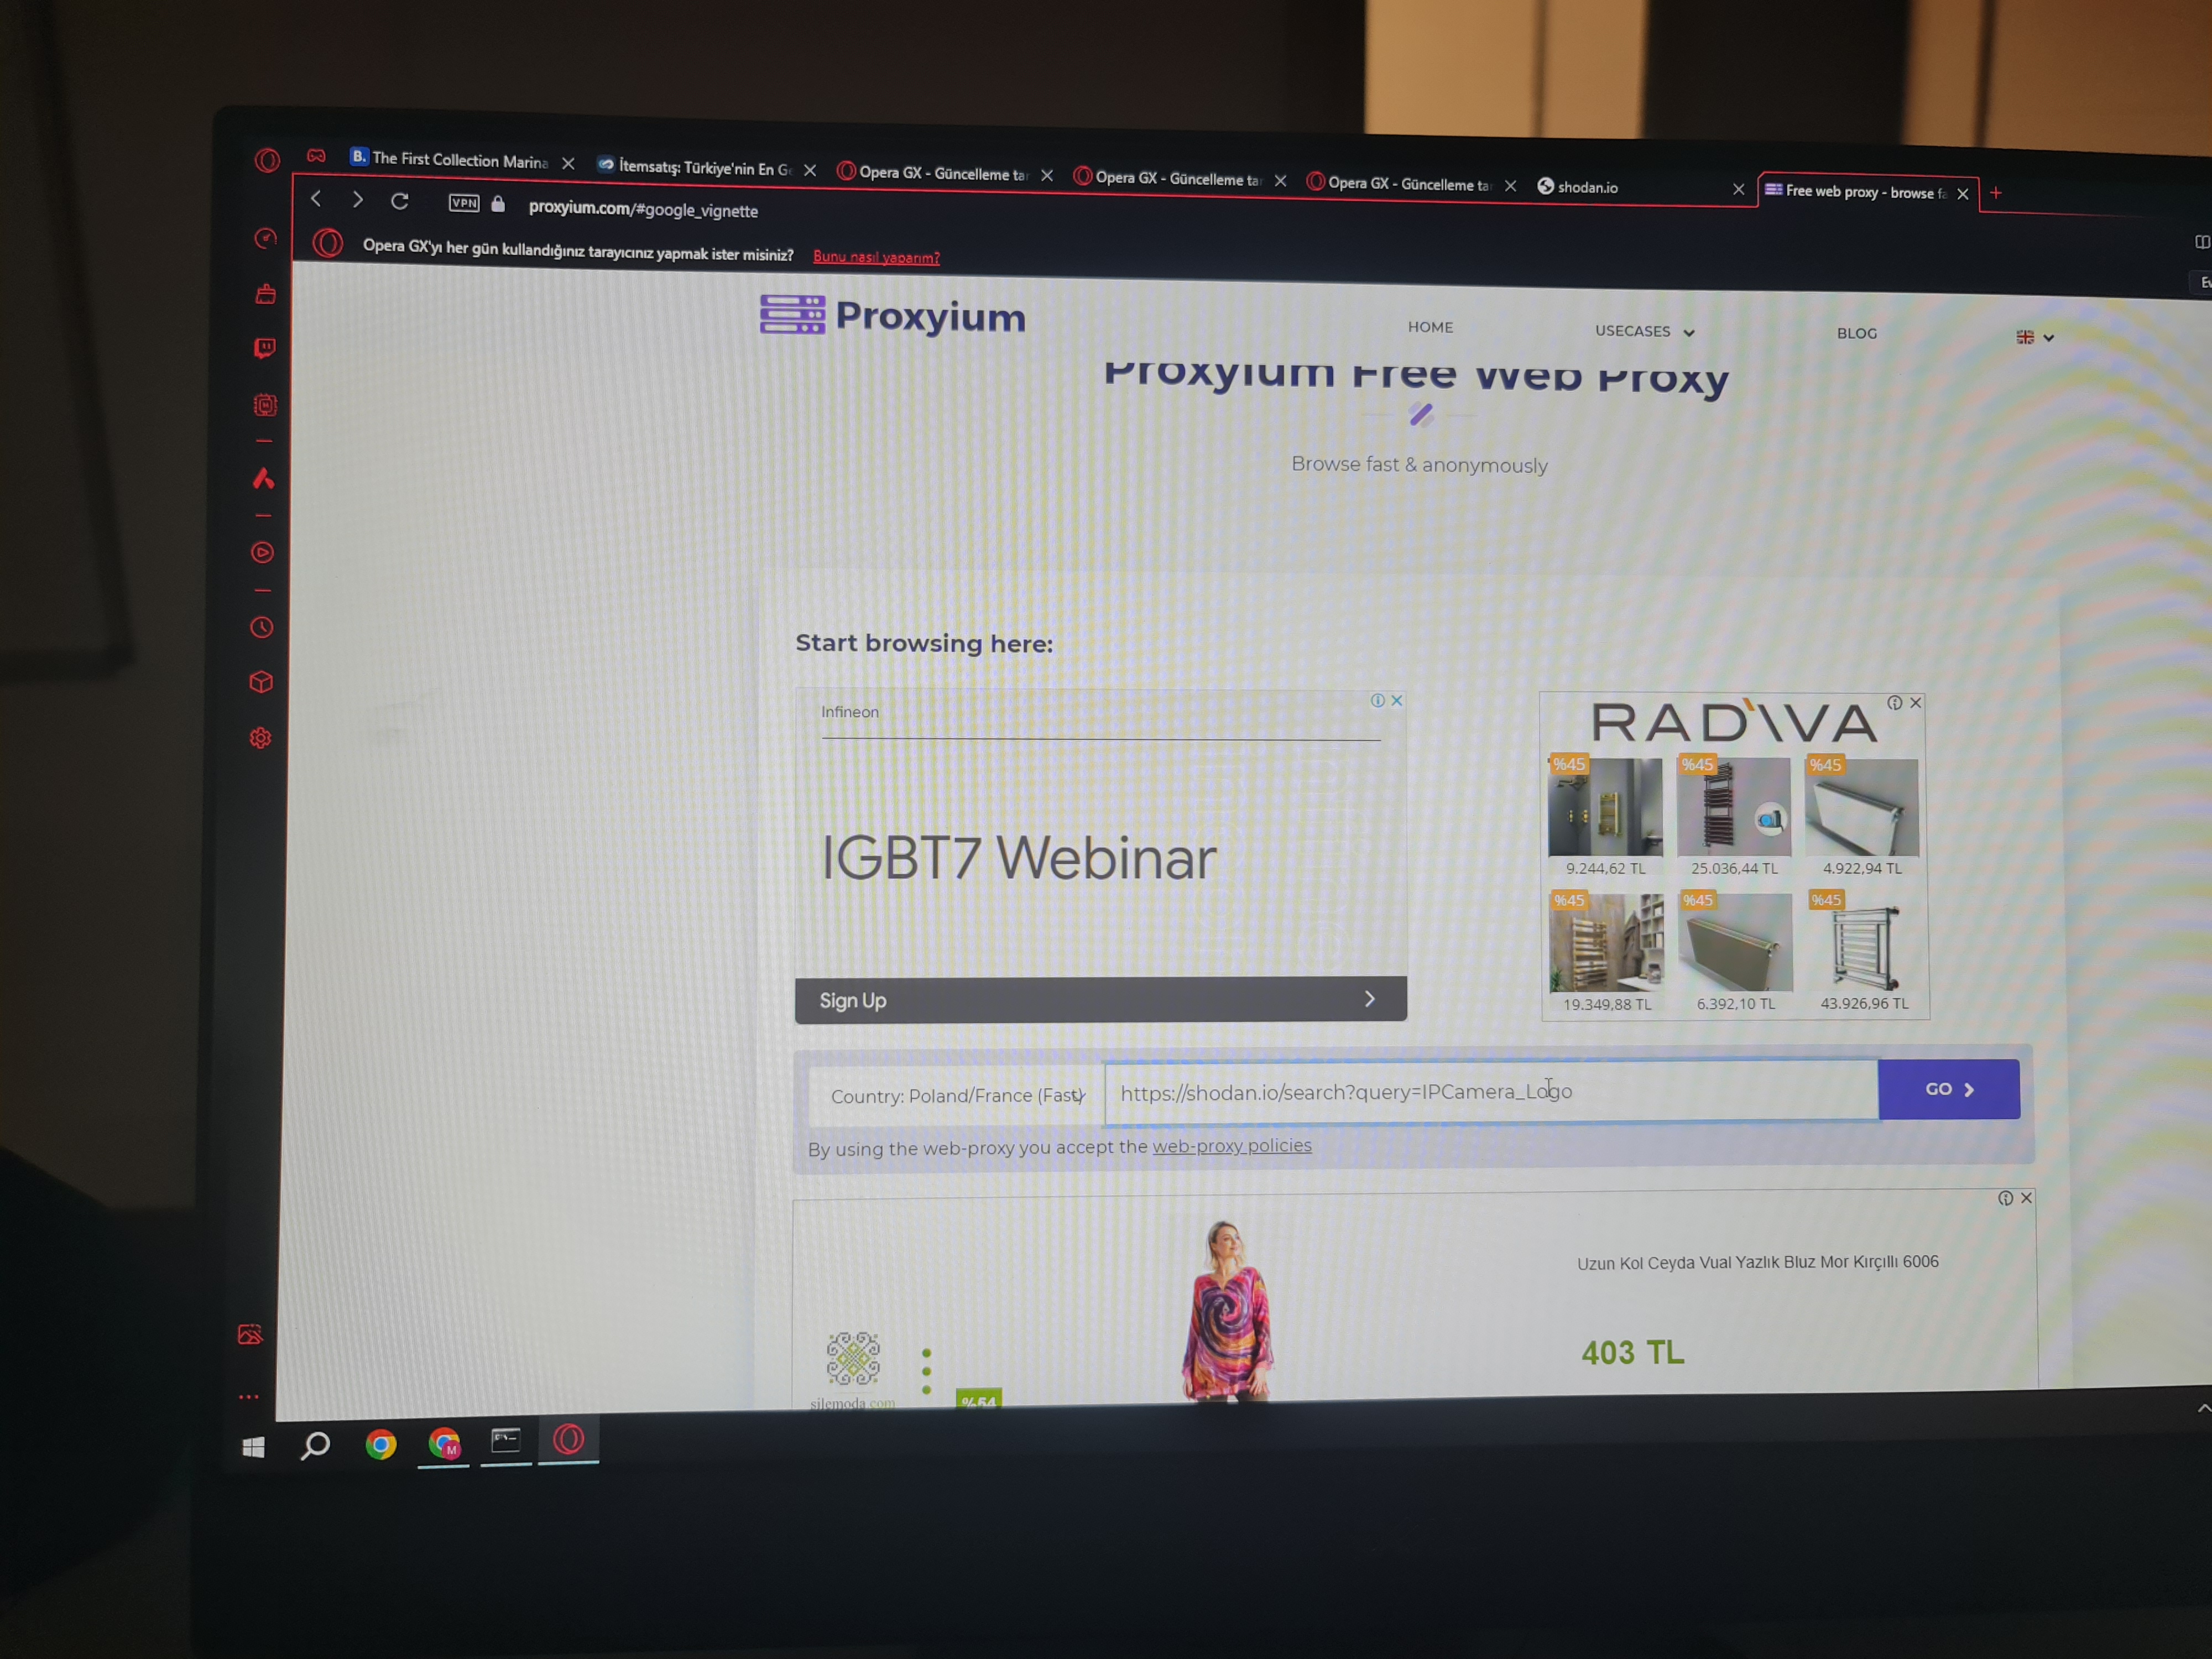 The First Collection Marina
İtemsatış: Türkiye'nin En Ge
Opera GX - Güncelleme tar
Opera GX - Güncelleme tar
Opera GX - Güncelleme tar
shodan.io
Free web proxy - browse fa
VPN
proxyium.com/#google_vignette
Opera GX'yı her gün kullandığınız tarayıcınız yapmak ister misiniz? Bunu nasıl yaparım?
Proxyium
HOME
USECASES
BLOG
Proxyium Free Web Proxy
Browse fast & anonymously
Start browsing here:
Infineon
IGBT7 Webinar
Sign Up
RADIVA
%45 %45 %45
9.244,62 TL 25.036,44 TL 4.922,94 TL
%45 %45 %45
19.349,88 TL 6.392,10 TL 43.926,96 TL
Country: Poland/France (Fast)
https://shodan.io/search?query=IPCamera_Logo
GO
By using the web-proxy you accept the web-proxy policies
Uzun Kol Ceyda Vual Yazlık Bluz Mor Kırçıllı 6006
403 TL
silemoda.com
%54